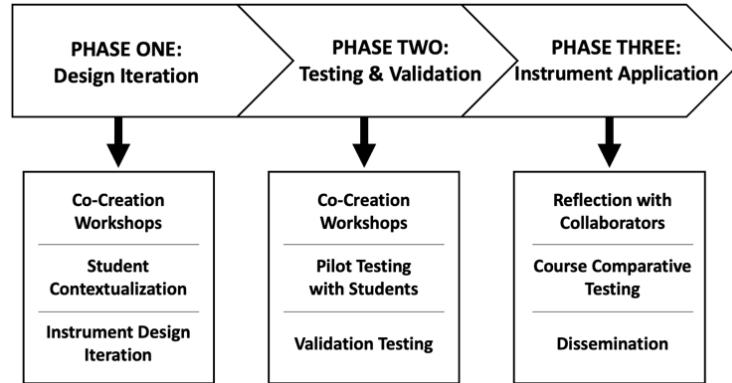 PHASE ONE:
Design Iteration
PHASE TWO:
Testing & Validation
PHASE THREE:
Instrument Application
Co-Creation
Workshops
Student
Contextualization
Instrument Design
Iteration
Co-Creation
Workshops
Pilot Testing
with Students
Validation Testing
Reflection with
Collaborators
Course Comparative
Testing
Dissemination